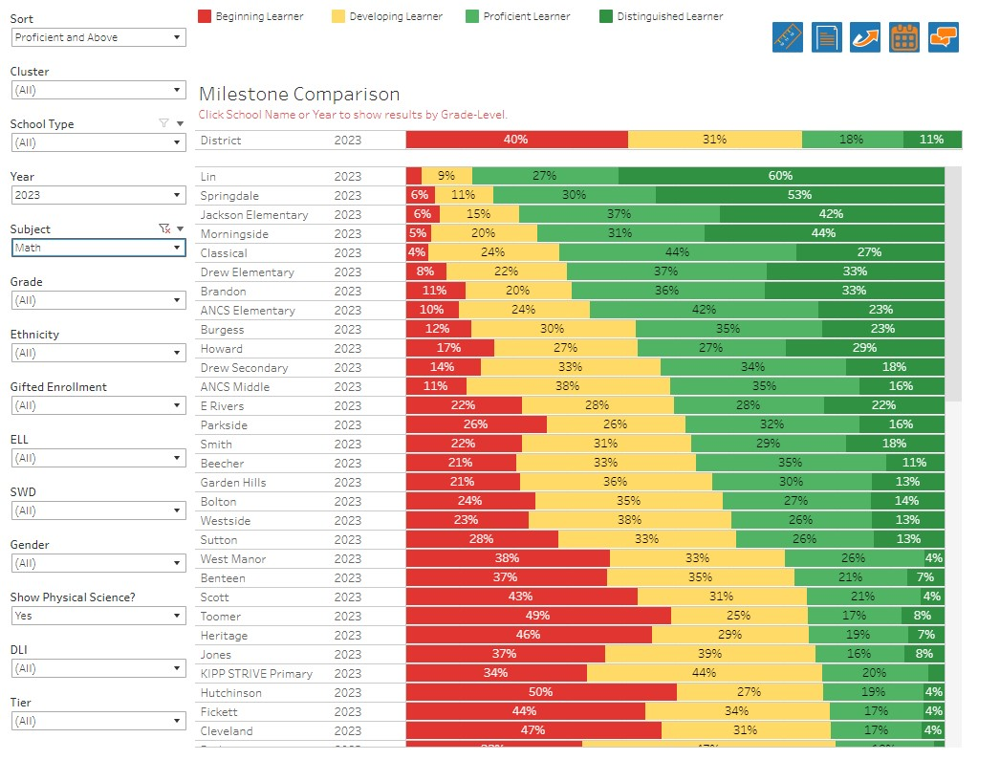 Sort
Proficient and Above
Cluster
(All)
School Type
(All)
Year
2023
Subject
Math
Grade
(All)
Ethnicity
(All)
Gifted Enrollment
(All)
ELL
(All)
SWD
(All)
Gender
(All)
Show Physical Science?
Yes
DLI
(All)
Tier
(All)
Beginning Learner Developing Learner Proficient Learner Distinguished Learner
Milestone Comparison
Click School Name or Year to show results by Grade-Level.
District 2023 40% 31% 18% 11%
Lin 2023 9% 27% 60%
Springdale 2023 6% 11% 30% 53%
Jackson Elementary 2023 6% 15% 37% 42%
Morningside 2023 5% 20% 31% 44%
Classical 2023 4% 24% 44% 27%
Drew Elementary 2023 8% 22% 37% 33%
Brandon 2023 11% 20% 36% 33%
ANCS Elementary 2023 10% 24% 42% 23%
Burgess 2023 12% 30% 35% 23%
Howard 2023 17% 27% 27% 29%
Drew Secondary 2023 14% 33% 34% 18%
ANCS Middle 2023 11% 38% 35% 16%
E Rivers 2023 22% 28% 28% 22%
Parkside 2023 26% 26% 32% 16%
Smith 2023 22% 31% 29% 18%
Beecher 2023 21% 33% 35% 11%
Garden Hills 2023 21% 36% 30% 13%
Bolton 2023 24% 35% 27% 14%
Westside 2023 23% 38% 26% 13%
Sutton 2023 28% 33% 26% 13%
West Manor 2023 38% 33% 26% 4%
Benteen 2023 37% 35% 21% 7%
Scott 2023 43% 31% 21% 4%
Toomer 2023 49% 25% 17% 8%
Heritage 2023 46% 29% 19% 7%
Jones 2023 37% 39% 16% 8%
KIPP STRIVE Primary 2023 34% 44% 20%
Hutchinson 2023 50% 27% 19% 4%
Fickett 2023 44% 34% 17% 4%
Cleveland 2023 47% 31% 17% 4%